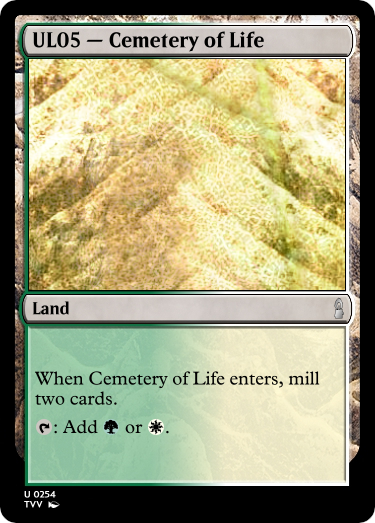 UL05 — Cemetery of Life
Land
When Cemetery of Life enters, mill
two cards.
: Add or .
U 0254
TVV